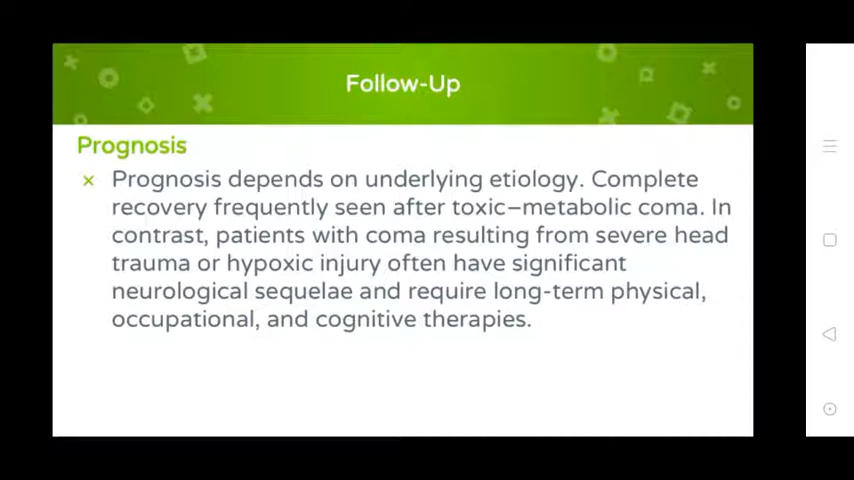 Follow-Up
Prognosis
× Prognosis depends on underlying etiology. Complete
recovery frequently seen after toxic–metabolic coma. In
contrast, patients with coma resulting from severe head
trauma or hypoxic injury often have significant
neurological sequelae and require long-term physical,
occupational, and cognitive therapies.